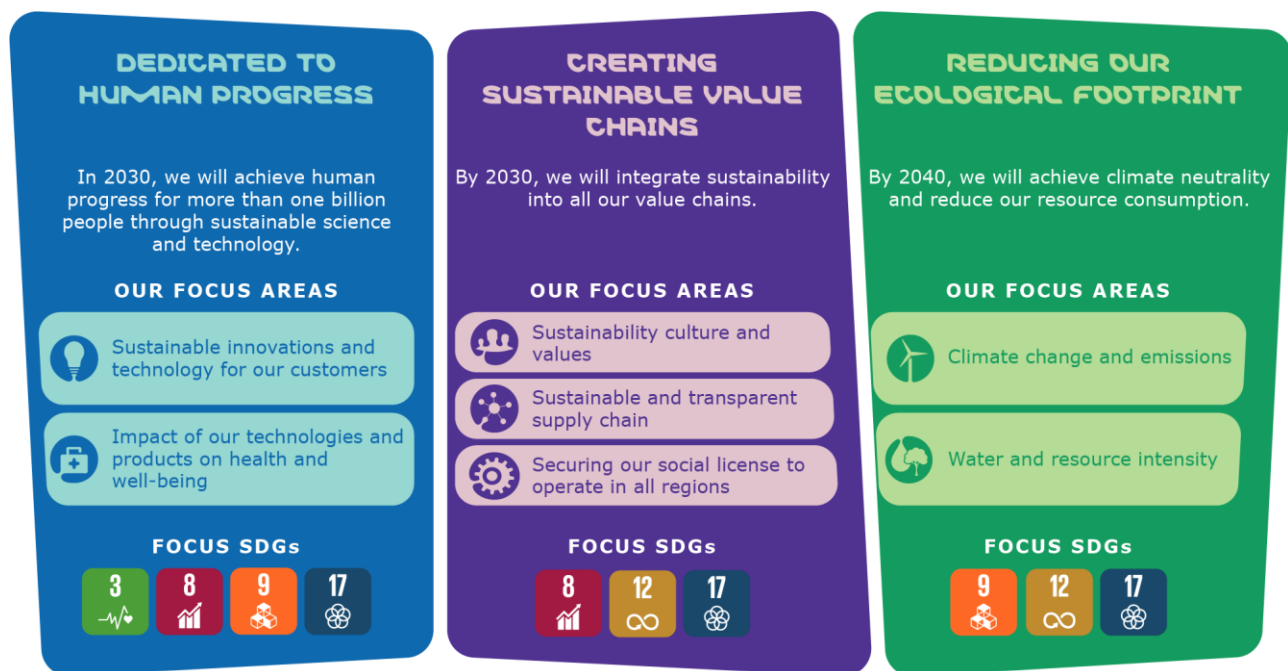 DEDICATED TO
HUMAN PROGRESS
In 2030, we will achieve human
progress for more than one billion
people through sustainable science
and technology.
OUR FOCUS AREAS
Sustainable innovations and
technology for our customers
Impact of our technologies and
products on health and
well-being
FOCUS SDGs
3
8
9
17
CREATING
SUSTAINABLE VALUE
CHAINS
By 2030, we will integrate sustainability
into all our value chains.
OUR FOCUS AREAS
Sustainability culture and
values
Sustainable and transparent
supply chain
Securing our social license to
operate in all regions
FOCUS SDGs
8
12
17
REDUCING OUR
ECOLOGICAL FOOTPRINT
By 2040, we will achieve climate neutrality
and reduce our resource consumption.
OUR FOCUS AREAS
Climate change and emissions
Water and resource intensity
FOCUS SDGs
9
12
17